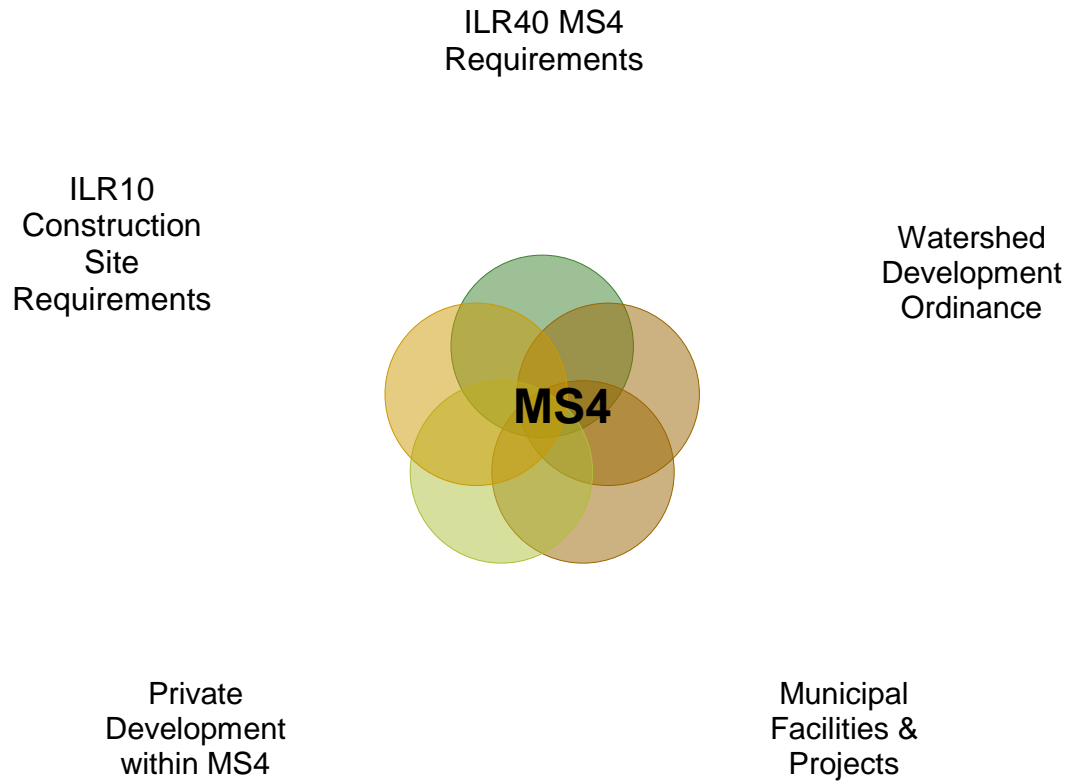 ILR40 MS4
Requirements
ILR10
Construction
Site
Requirements
Watershed
Development
Ordinance
MS4
Private
Development
within MS4
Municipal
Facilities &
Projects